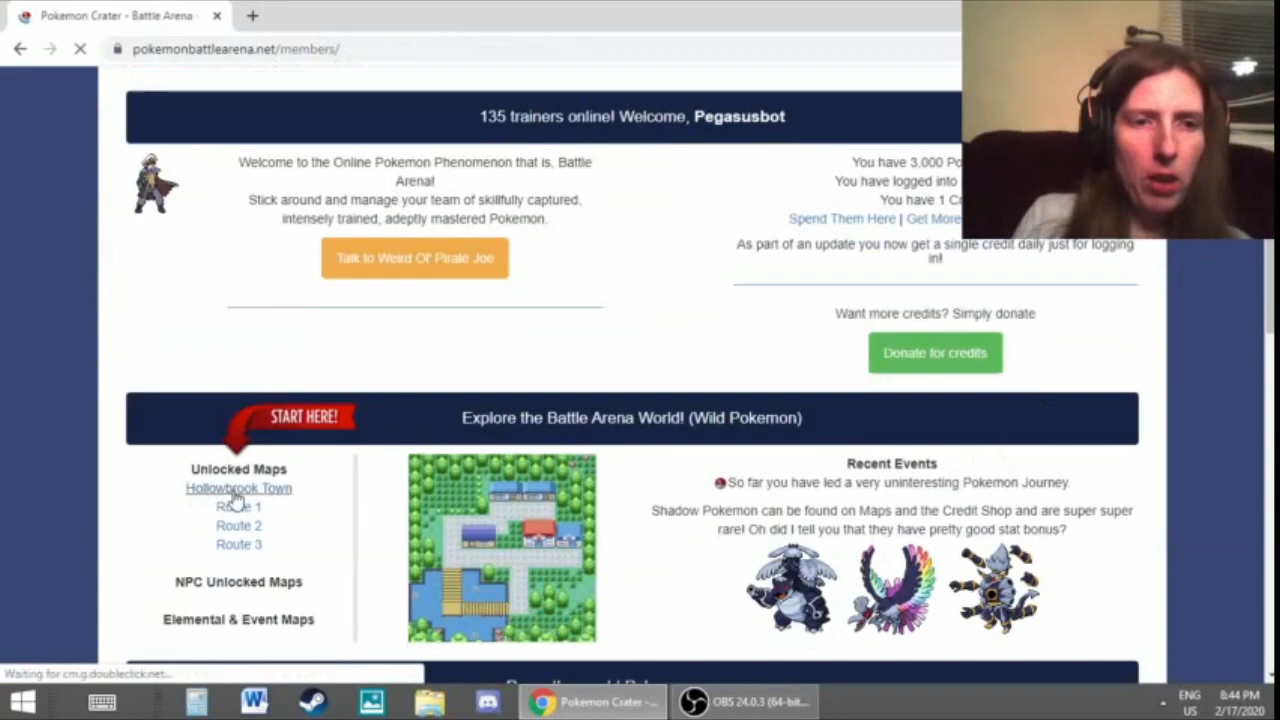 Pokemon Crater - Battle Arena -
pokemonbattlearena.net/members/
135 trainers online! Welcome, Pegasusbot
Welcome to the Online Pokemon Phenomenon that is, Battle
Arena!
Stick around and manage your team of skillfully captured,
intensely trained, adeptly mastered Pokemon.
Talk to Weird Ol' Pirate Joe
You have 3,000 Po
You have logged into
You have 1 C
Spend Them Here | Get More
As part of an update you now get a single credit daily just for logging
in!
Want more credits? Simply donate
Donate for credits
START HERE!
Explore the Battle Arena World! (Wild Pokemon)
Unlocked Maps
Hollowbrook Town
Route 1
Route 2
Route 3
NPC Unlocked Maps
Elemental & Event Maps
Recent Events
So far you have led a very uninteresting Pokemon Journey.
Shadow Pokemon can be found on Maps and the Credit Shop and are super super
rare! Oh did I tell you that they have pretty good stat bonus?
Waiting for cm.g.doubleclick.net...
Pokemon Crater -...
OBS 24.0.3 (64-bit...
ENG
US
8:44 PM
2/17/2020